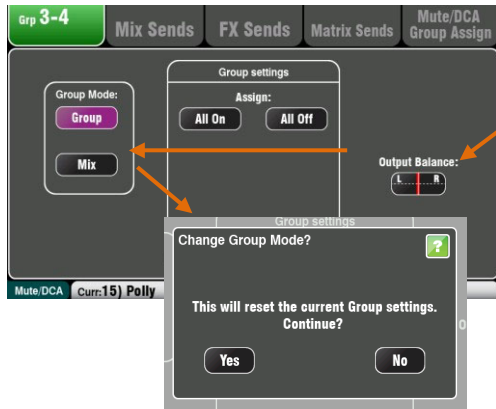 Grp 3-4
Mix Sends
FX Sends
Matrix Sends
Mute/DCA
Group Assign
Group Mode:
Group
Mix
Group settings
Assign:
All On
All Off
Output Balance:
L R
Mute/DCA
Curr:15) Polly
Group settings
Change Group Mode?
?
This will reset the current Group settings.
Continue?
Yes
No